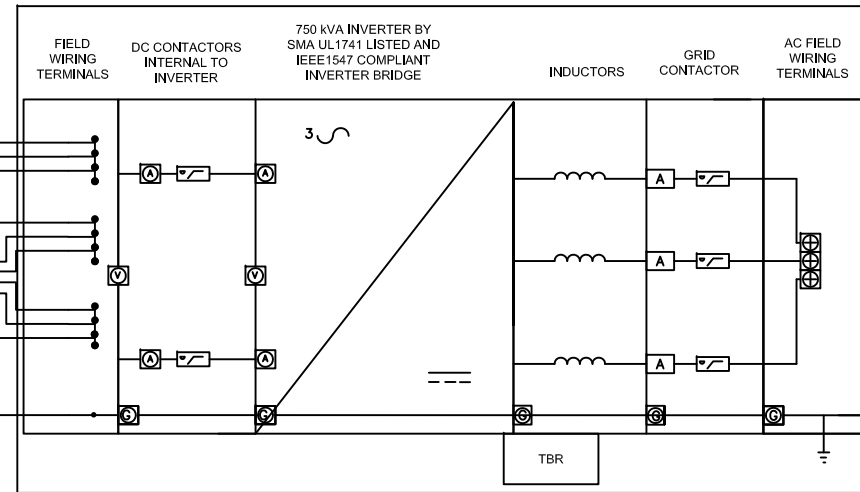 FIELD
WIRING
TERMINALS
DC CONTACTORS
INTERNAL TO
INVERTER
750 kVA INVERTER BY
SMA UL1741 LISTED AND
IEEE1547 COMPLIANT
INVERTER BRIDGE
INDUCTORS
GRID
CONTACTOR
AC FIELD
WIRING
TERMINALS
3
A
A
A
V
V
A
A
A
A
G
G
G
G
G
TBR